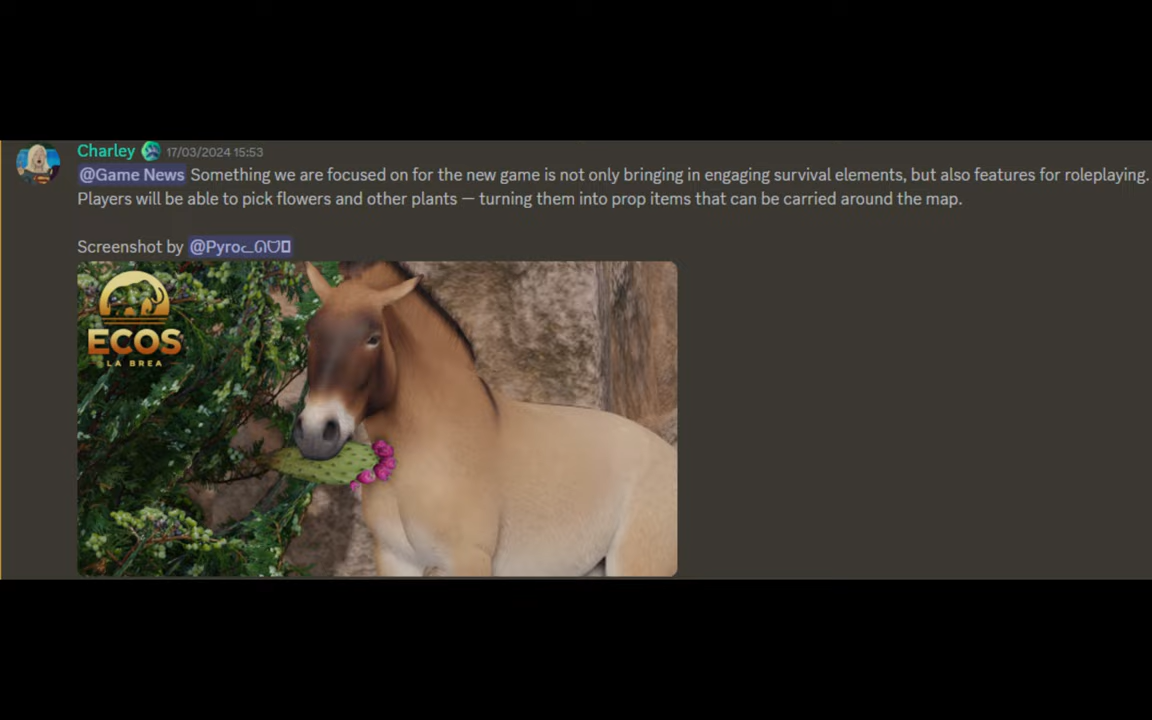 Charley 17/03/2024 15:53
@Game News Something we are focused on for the new game is not only bringing in engaging survival elements, but also features for roleplaying.
Players will be able to pick flowers and other plants — turning them into prop items that can be carried around the map.
Screenshot by @Pyro
ECOS
LA BREA